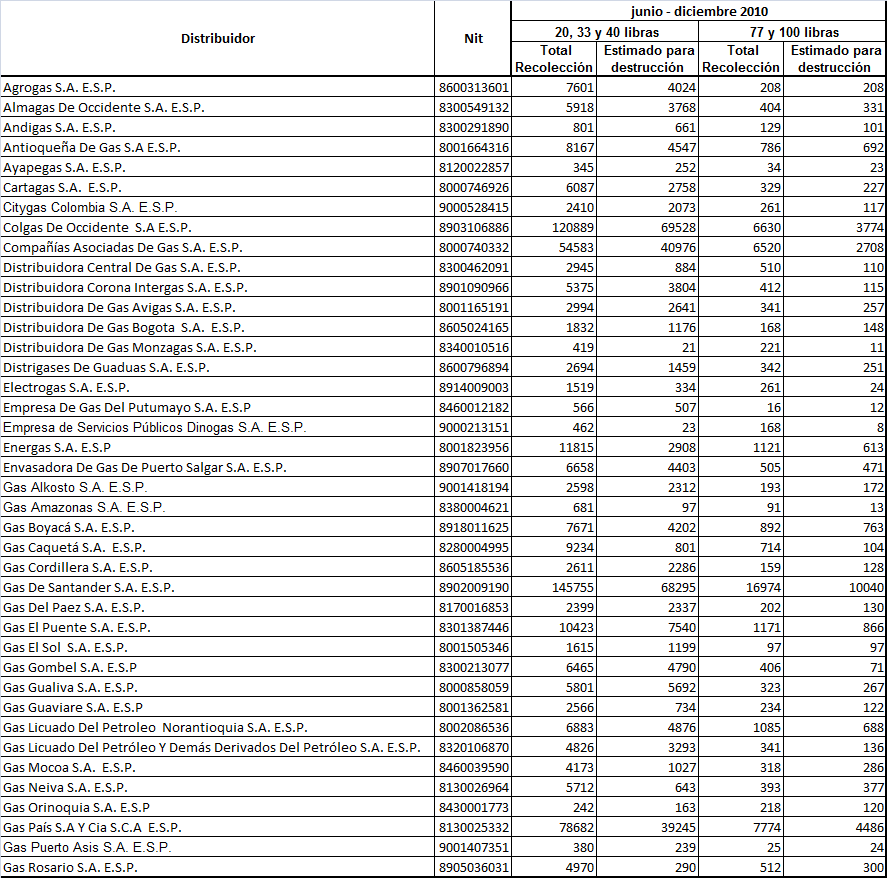 junio - diciembre 2010
Distribuidor Nit 20, 33 y 40 libras 77 y 100 libras
Total Recolección Estimado para destrucción Total Recolección Estimado para destrucción
Agrogas S.A. E.S.P. 8600313601 7601 4024 208 208
Almagas De Occidente S.A. E.S.P. 8300549132 5918 3768 404 331
Andigas S.A. E.S.P. 8300291890 801 661 129 101
Antioqueña De Gas S.A E.S.P. 8001664316 8167 4547 786 692
Ayapegas S.A. E.S.P. 8120022857 345 252 34 23
Cartagas S.A. E.S.P. 8000746926 6087 2758 329 227
Citygas Colombia S.A. E.S.P. 9000528415 2410 2073 261 117
Colgas De Occidente S.A E.S.P. 8903106886 120889 69528 6630 3774
Compañías Asociadas De Gas S.A. E.S.P. 8000740332 54583 40976 6520 2708
Distribuidora Central De Gas S.A. E.S.P. 8300462091 2945 884 510 110
Distribuidora Corona Intergas S.A. E.S.P. 8901090966 5375 3804 412 115
Distribuidora De Gas Avigas S.A. E.S.P. 8001165191 2994 2641 341 257
Distribuidora De Gas Bogota S.A. E.S.P. 8605024165 1832 1176 168 148
Distribuidora De Gas Monzagas S.A. E.S.P. 8340010516 419 21 221 11
Distrigases De Guaduas S.A. E.S.P. 8600796894 2694 1459 342 251
Electrogas S.A. E.S.P. 8914009003 1519 334 261 24
Empresa De Gas Del Putumayo S.A. E.S.P 8460012182 566 507 16 12
Empresa de Servicios Públicos Dinogas S.A. E.S.P. 9000213151 462 23 168 8
Energas S.A. E.S.P 8001823956 11815 2908 1121 613
Envasadora De Gas De Puerto Salgar S.A. E.S.P. 8907017660 6658 4403 505 471
Gas Alkosto S.A. E.S.P. 9001418194 2598 2312 193 172
Gas Amazonas S.A. E.S.P. 8380004621 681 97 91 13
Gas Boyacá S.A. E.S.P. 8918011625 7671 4202 892 763
Gas Caquetá S.A. E.S.P. 8280004995 9234 801 714 104
Gas Cordillera S.A. E.S.P. 8605185536 2611 2286 159 128
Gas De Santander S.A. E.S.P. 8902009190 145755 68295 16974 10040
Gas Del Paez S.A. E.S.P. 8170016853 2399 2337 202 130
Gas El Puente S.A. E.S.P. 8301387446 10423 7540 1171 866
Gas El Sol S.A. E.S.P. 8001505346 1615 1199 97 97
Gas Gombel S.A. E.S.P 8300213077 6465 4790 406 71
Gas Gualiva S.A. E.S.P. 8000858059 5801 5692 323 267
Gas Guaviare S.A. E.S.P 8001362581 2566 734 234 122
Gas Licuado Del Petroleo Norantioquia S.A. E.S.P. 8002086536 6883 4876 1085 688
Gas Licuado Del Petróleo Y Demás Derivados Del Petróleo S.A. E.S.P. 8320106870 4826 3293 341 136
Gas Mocoa S.A. E.S.P. 8460039590 4173 1027 318 286
Gas Neiva S.A. E.S.P. 8130026964 5712 643 393 377
Gas Orinoquia S.A. E.S.P 8430001773 242 163 218 120
Gas País S.A Y Cia S.C.A E.S.P. 8130025332 78682 39245 7774 4486
Gas Puerto Asis S.A. E.S.P. 9001407351 380 239 25 24
Gas Rosario S.A. E.S.P. 8905036031 4970 290 512 300